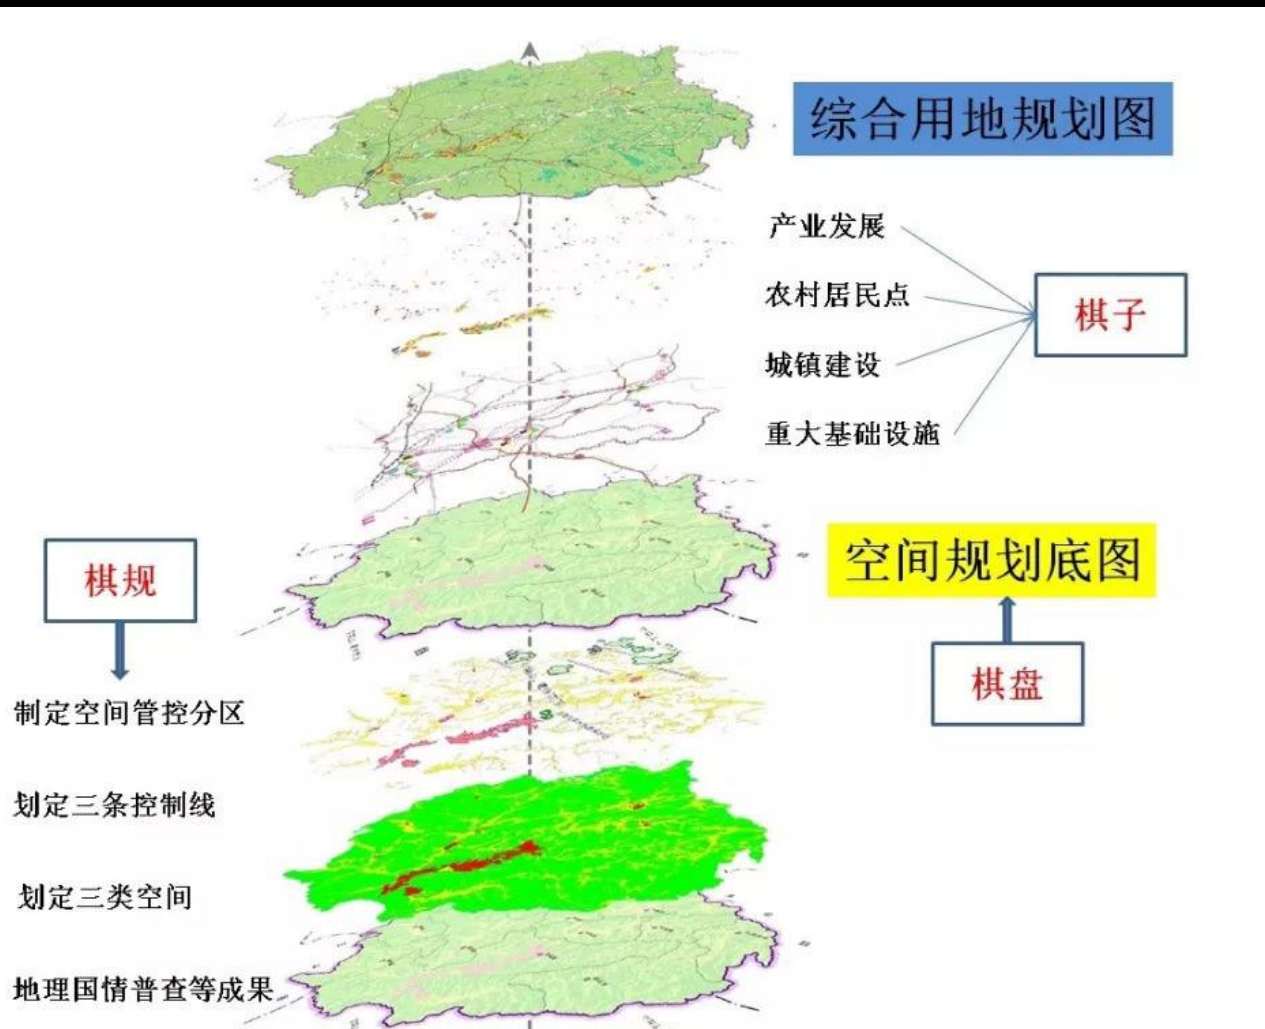 综合用地规划图
产业发展
农村居民点
城镇建设
重大基础设施
棋子
空间规划底图
棋盘
棋规
制定空间管控分区
划定三条控制线
划定三类空间
地理国情普查等成果